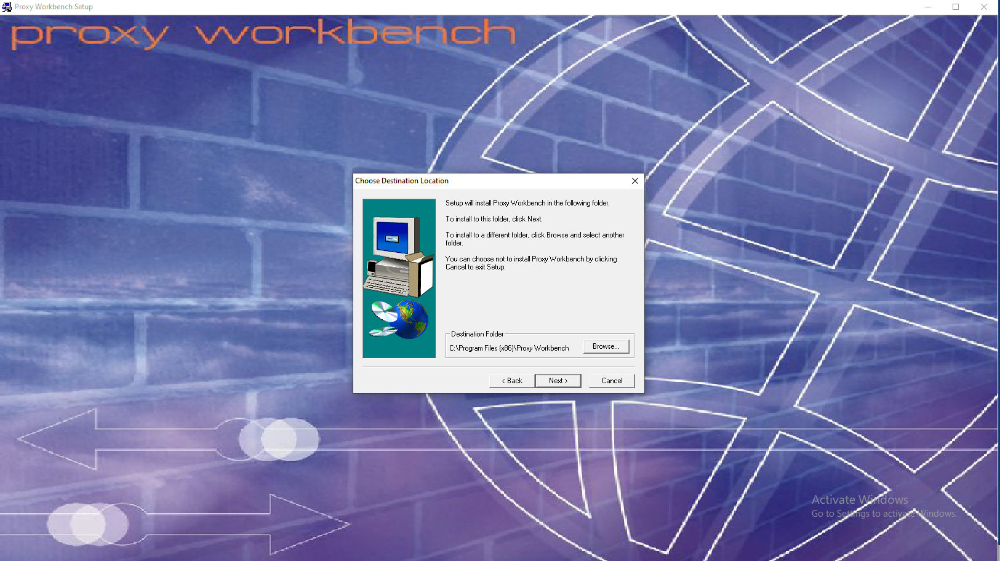 Proxy Workbench Setup
proxy workbench
Choose Destination Location
Setup will install Proxy Workbench in the following folder.
To install to this folder, click Next.
To install to a different folder, click Browse and select another
folder.
You can choose not to install Proxy Workbench by clicking
Cancel to exit Setup.
Destination Folder
C:\Program Files (x86)\Proxy Workbench
Browse...
< Back
Next >
Cancel
Activate Windows
Go to Settings to activate Windows.